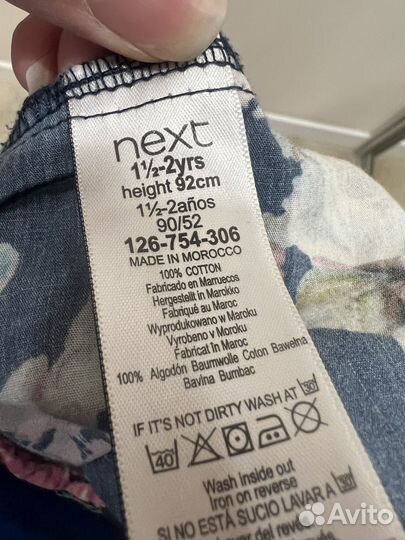 next
1½-2yrs
height 92cm
1½-2años
90/52
126-754-306
MADE IN MOROCCO
100% COTTON
Fabricado en Marruecos
Hergestellt in Marokko
Fabriqué au Maroc
Wyprodukowano w Maroku
Vyrobeno v Maroku
Fabricat în Maroc
100% Algodón Baumwolle Coton Bawełna
Bavlna Bumbac
IF IT'S NOT DIRTY WASH AT 30
40
Wash inside out
Iron on reverse
SI NO ESTÁ SUCIO LAVAR A
del revés
Avito